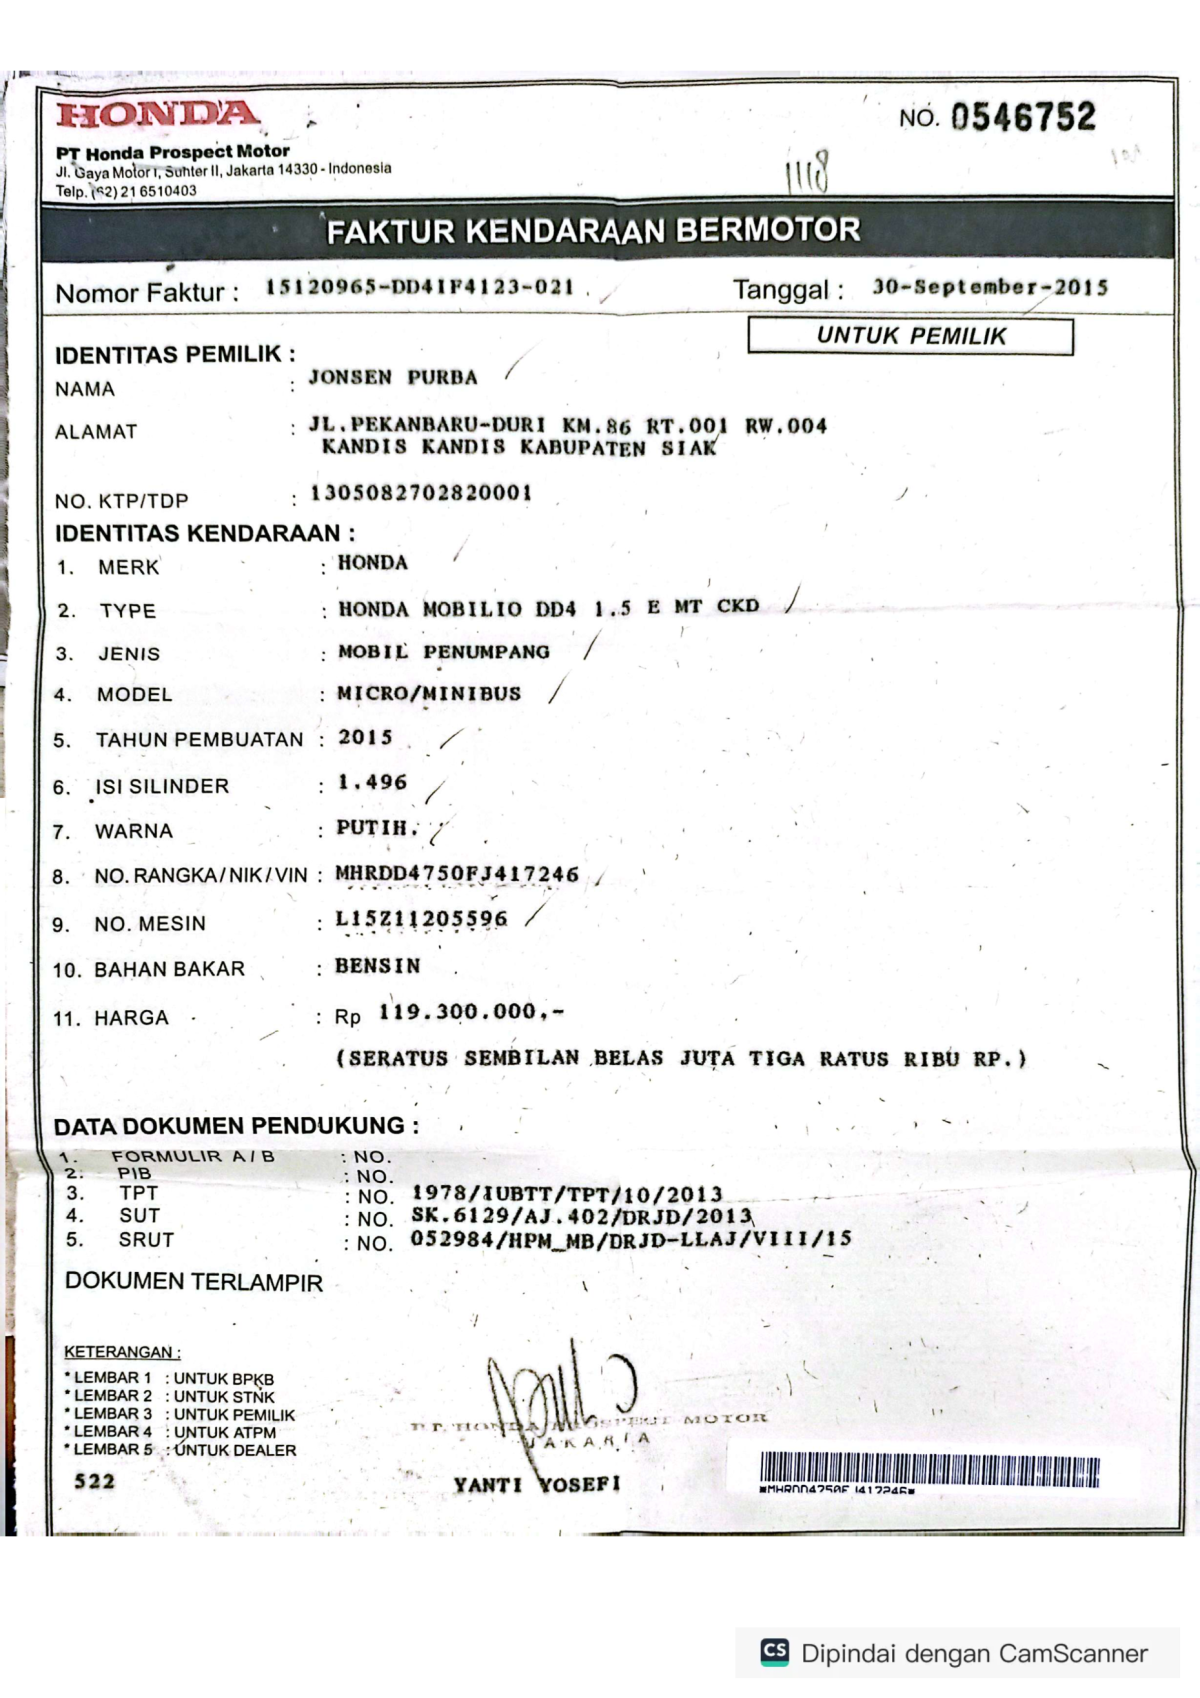 HONDA
NO. 0546752
PT Honda Prospect Motor
Jl. Gaya Motor I, Sunter II, Jakarta 14330 - Indonesia
Telp. (62) 21 6510403
1118
FAKTUR KENDARAAN BERMOTOR
Nomor Faktur : 15120965-DD41F4123-021 Tanggal : 30-September-2015
UNTUK PEMILIK
IDENTITAS PEMILIK :
NAMA : JONSEN PURBA
ALAMAT : JL.PEKANBARU-DURI KM.86 RT.001 RW.004
KANDIS KANDIS KABUPATEN SIAK
NO. KTP/TDP : 1305082702820001
IDENTITAS KENDARAAN :
1. MERK : HONDA
2. TYPE : HONDA MOBILIO DD4 1.5 E MT CKD
3. JENIS : MOBIL PENUMPANG
4. MODEL : MICRO/MINIBUS
5. TAHUN PEMBUATAN : 2015
6. ISI SILINDER : 1.496
7. WARNA : PUTIH.
8. NO. RANGKA/NIK/VIN : MHRDD4750FJ417246
9. NO. MESIN : L15Z11205596
10. BAHAN BAKAR : BENSIN
11. HARGA : Rp 119.300.000,-
(SERATUS SEMBILAN BELAS JUTA TIGA RATUS RIBU RP.)
DATA DOKUMEN PENDUKUNG :
1. FORMULIR A / B : NO.
2. PIB : NO.
3. TPT : NO. 1978/IUBTT/TPT/10/2013
4. SUT : NO. SK.6129/AJ.402/DRJD/2013
5. SRUT : NO. 052984/HPM_MB/DRJD-LLAJ/VIII/15
DOKUMEN TERLAMPIR
KETERANGAN :
* LEMBAR 1 : UNTUK BPKB
* LEMBAR 2 : UNTUK STNK
* LEMBAR 3 : UNTUK PEMILIK
* LEMBAR 4 : UNTUK ATPM
* LEMBAR 5 : UNTUK DEALER
P.T. HONDA PROSPECT MOTOR
JAKARTA
522
YANTI YOSEFI
*MHRDD4750FJ417246*
CS Dipindai dengan CamScanner